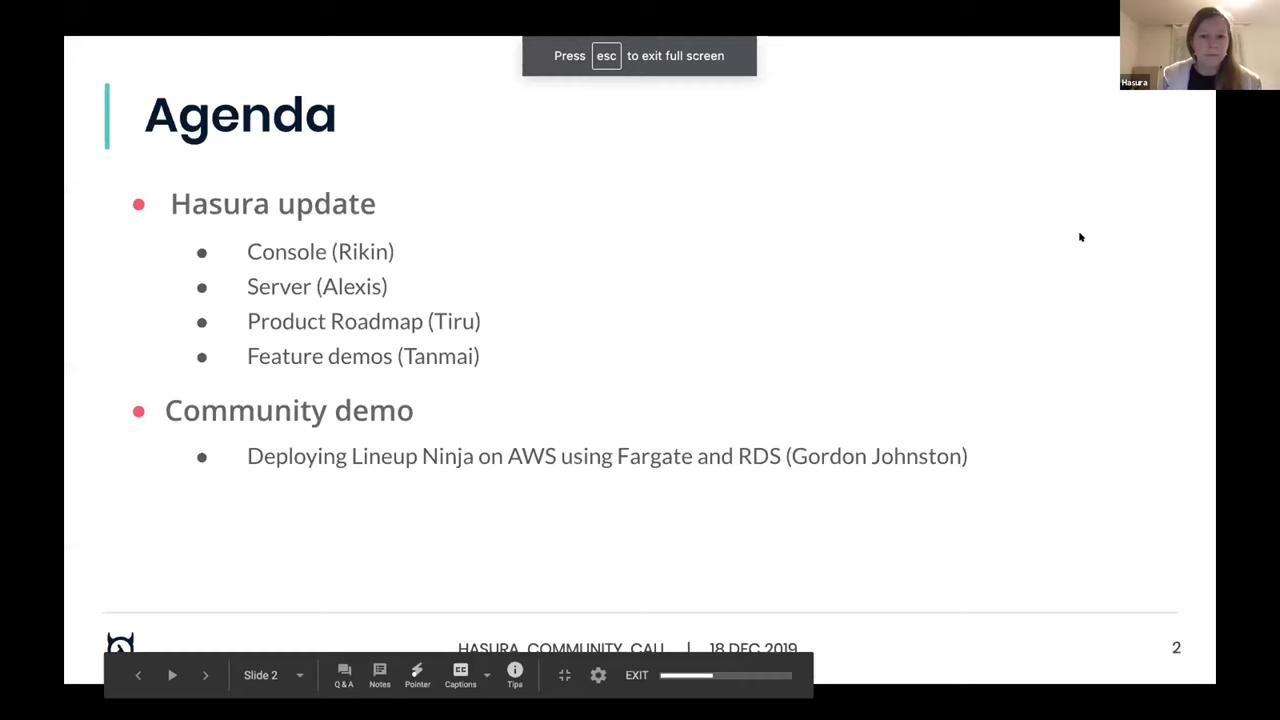 Press esc to exit full screen
Hasura
Agenda
Hasura update
Console (Rikin)
Server (Alexis)
Product Roadmap (Tiru)
Feature demos (Tanmai)
Community demo
Deploying Lineup Ninja on AWS using Fargate and RDS (Gordon Johnston)
HASURA COMMUNITY CALL | 18 DEC 2019
2
Slide 2
Q & A
Notes
Pointer
CC
Captions
Tips
EXIT